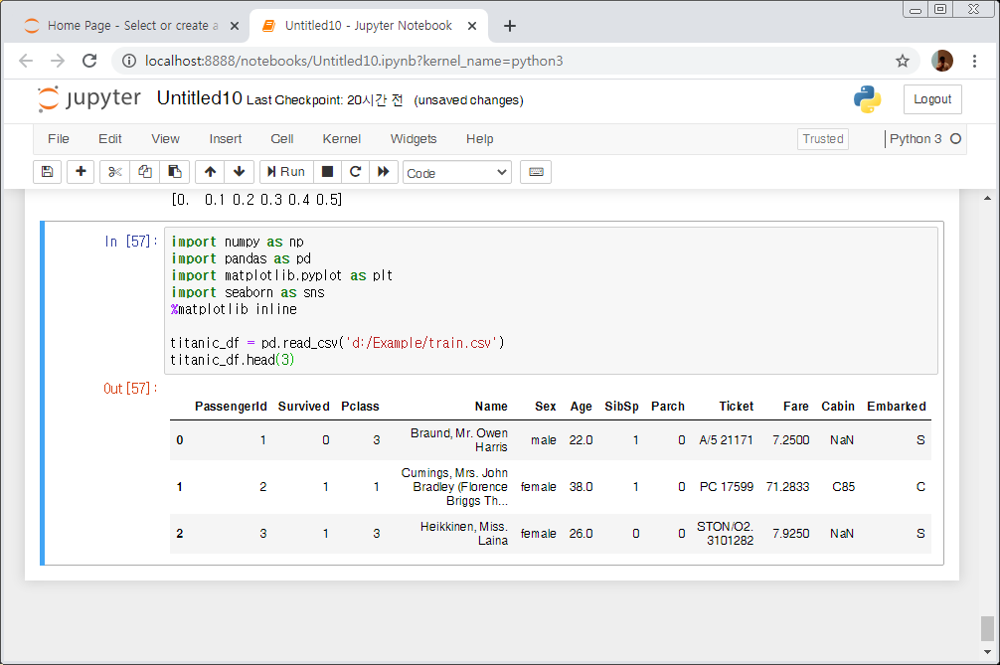 Home Page - Select or create a
Untitled10 - Jupyter Notebook
localhost:8888/notebooks/Untitled10.ipynb?kernel_name=python3
jupyter Untitled10 Last Checkpoint: 20시간 전 (unsaved changes) Logout
File Edit View Insert Cell Kernel Widgets Help Trusted Python 3
Run Code
[0. 0.1 0.2 0.3 0.4 0.5]
In [57]: import numpy as np
import pandas as pd
import matplotlib.pyplot as plt
import seaborn as sns
%matplotlib inline
titanic_df = pd.read_csv('d:/Example/train.csv')
titanic_df.head(3)
Out[57]:
PassengerId Survived Pclass Name Sex Age SibSp Parch Ticket Fare Cabin Embarked
0 1 0 3 Braund, Mr. Owen Harris male 22.0 1 0 A/5 21171 7.2500 NaN S
1 2 1 1 Cumings, Mrs. John Bradley (Florence Briggs Th... female 38.0 1 0 PC 17599 71.2833 C85 C
2 3 1 3 Heikkinen, Miss. Laina female 26.0 0 0 STON/O2. 3101282 7.9250 NaN S